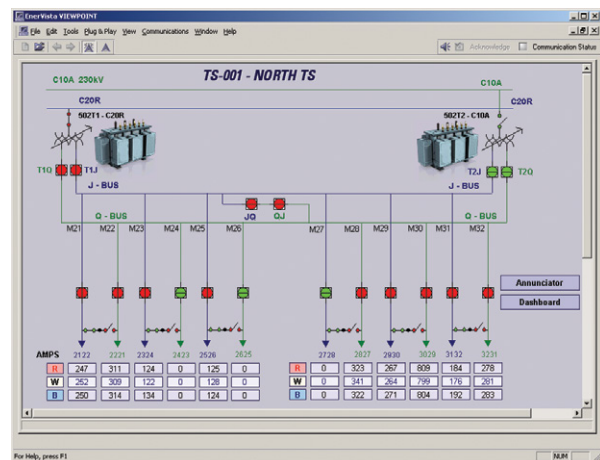 EnerVista VIEWPOINT
File Edit Tools Plug & Play View Communications Window Help
Acknowledge Communication Status
TS-001 - NORTH TS
C10A 230kV
C10A
C20R
C20R
502T1 - C20R
502T2 - C10A
T1Q T1J
T2J T2Q
J - BUS
J - BUS
Q - BUS
JQ QJ
Q - BUS
M21 M22 M23 M24 M25 M26 M27 M28 M29 M30 M31 M32
Annunciator
Dashboard
AMPS 2122 2221 2324 2423 2526 2625 2728 2827 2930 3029 3132 3231
R 247 311 124 0 125 0 R 0 323 267 809 184 278
W 252 309 122 0 128 0 W 0 341 264 799 176 281
B 250 314 134 0 124 0 B 0 322 271 804 192 283
For Help, press F1 NUM